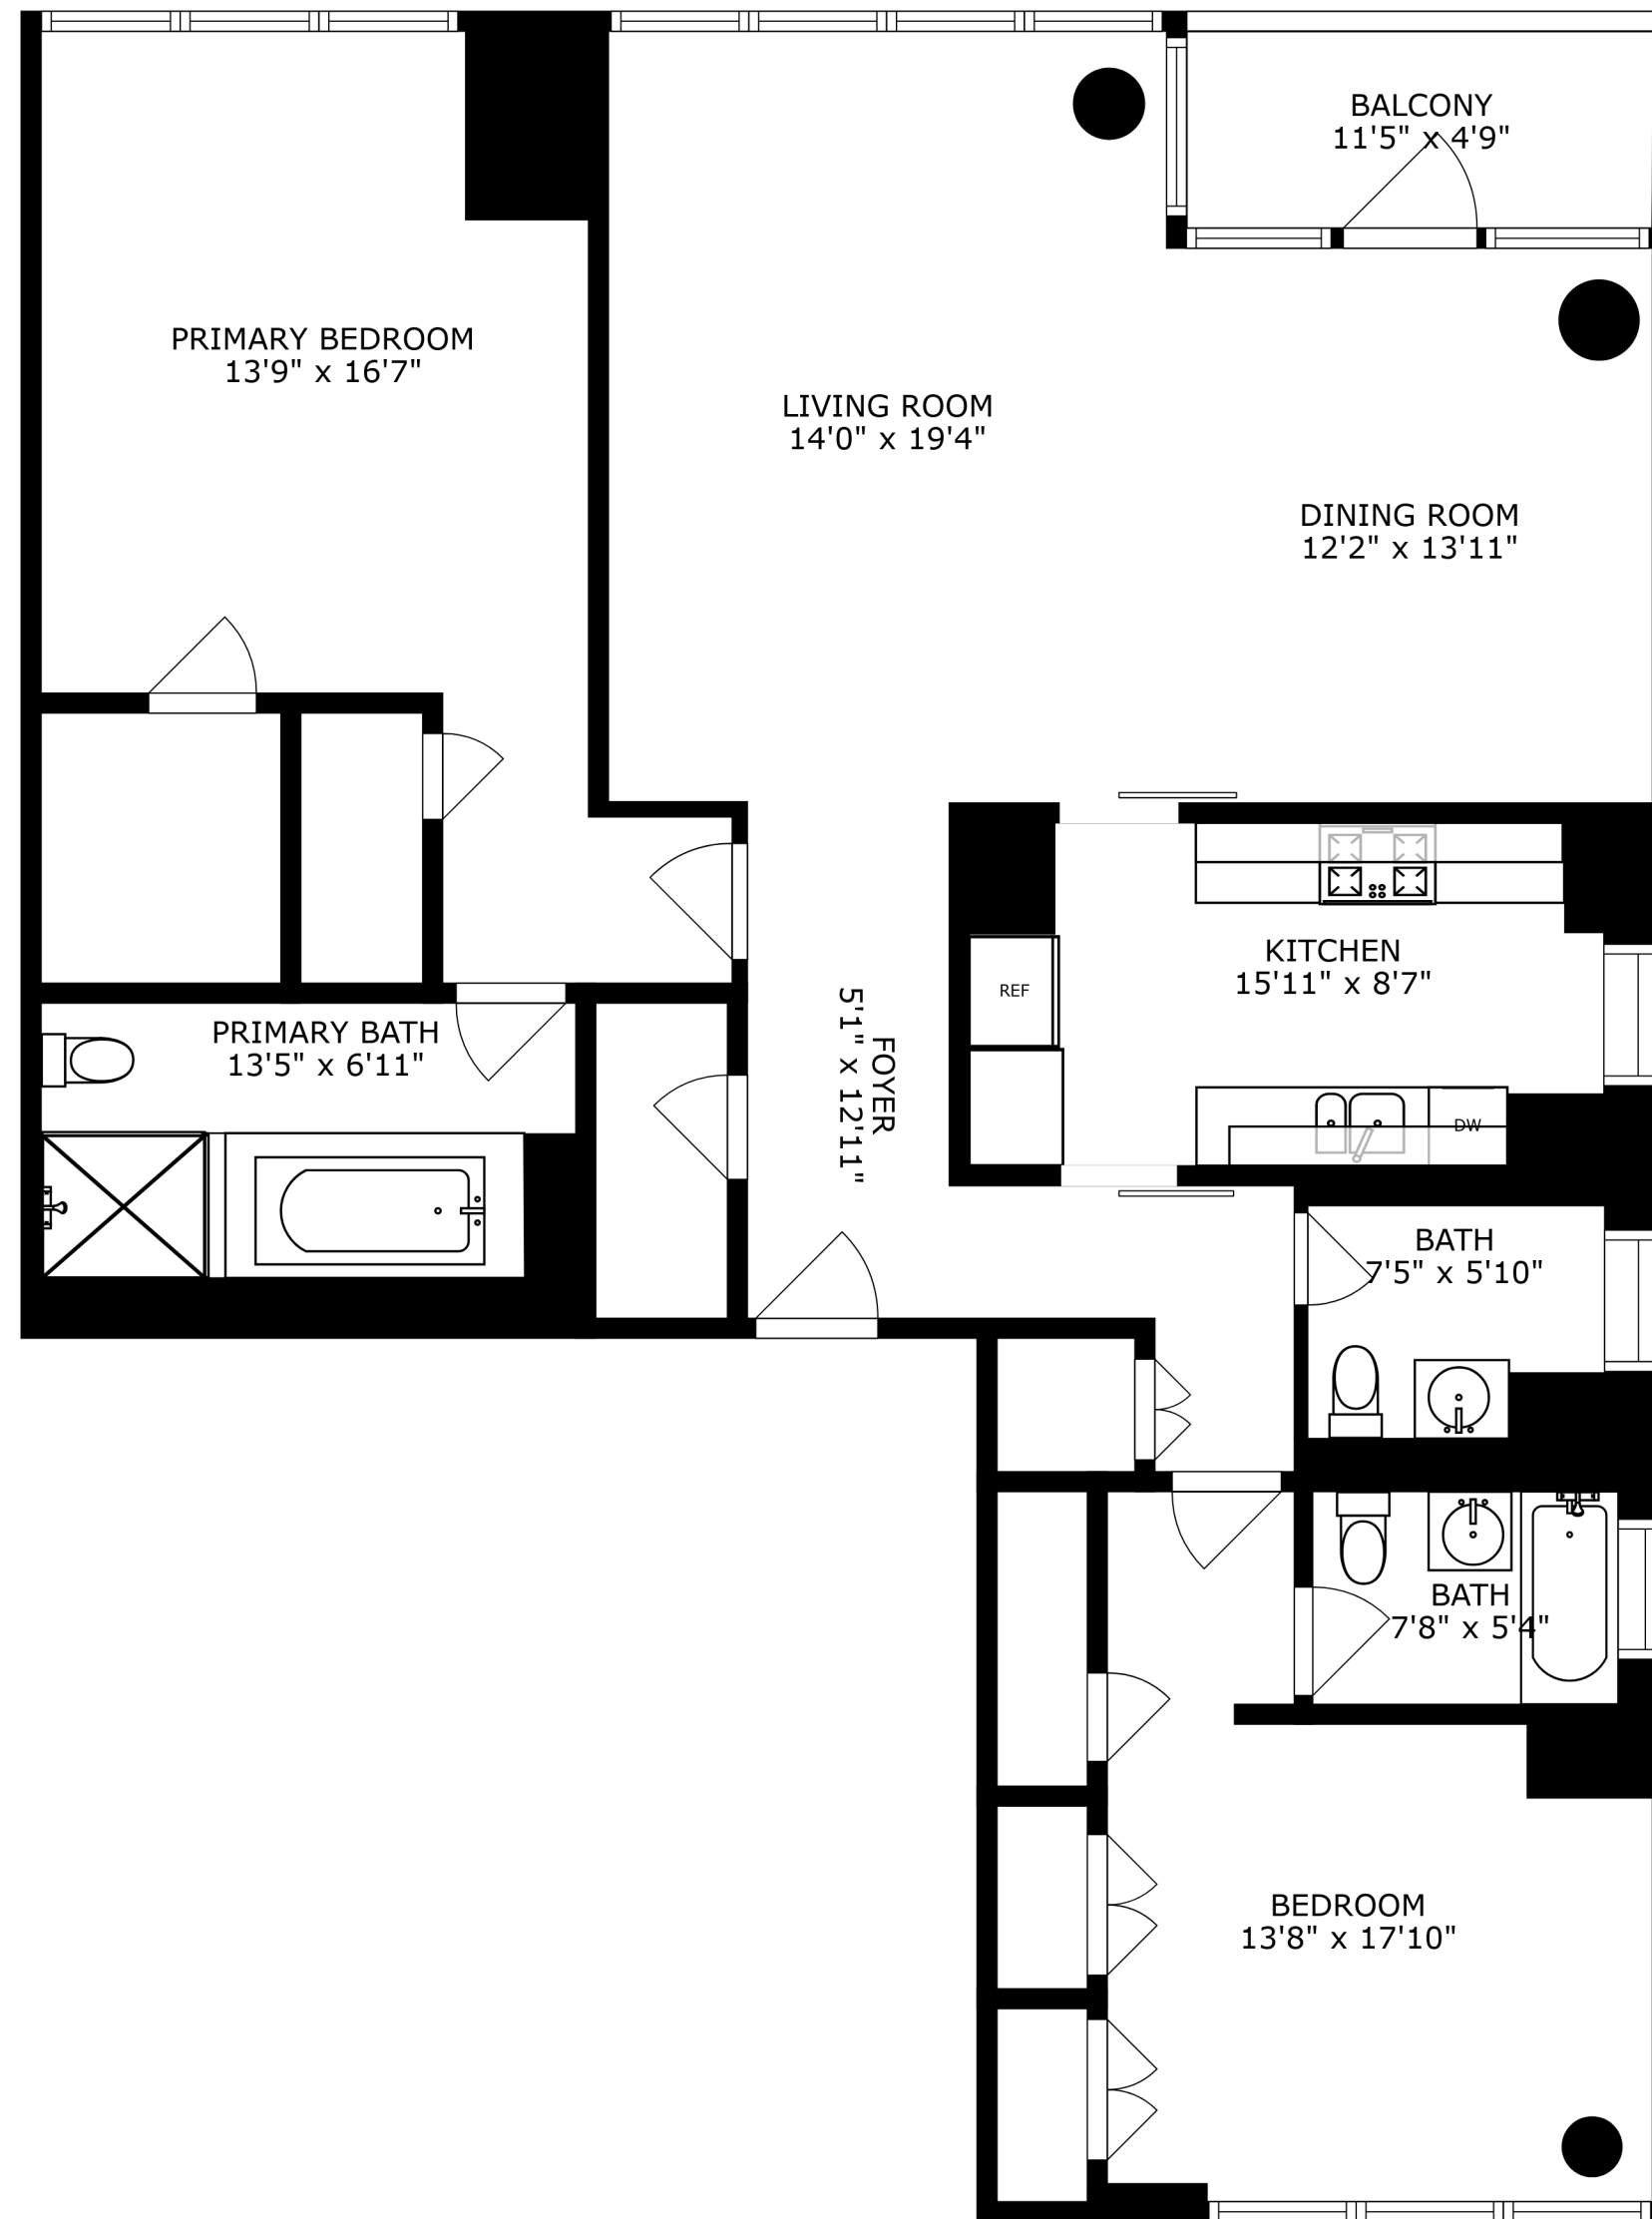 BALCONY
11'5" x 4'9"
PRIMARY BEDROOM
13'9" x 16'7"
LIVING ROOM
14'0" x 19'4"
DINING ROOM
12'2" x 13'11"
KITCHEN
15'11" x 8'7"
REF
PRIMARY BATH
13'5" x 6'11"
FOYER
5'1" x 12'11"
DW
BATH
7'5" x 5'10"
BATH
7'8" x 5'4"
BEDROOM
13'8" x 17'10"